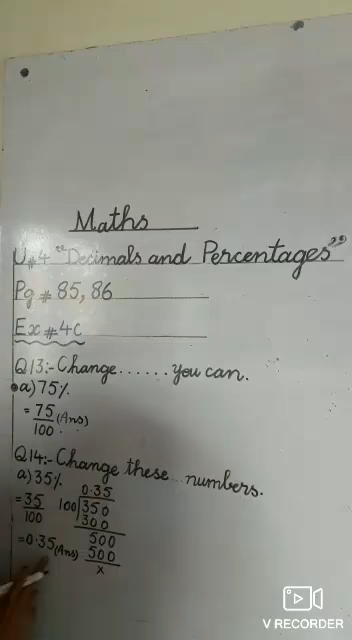 Maths
U#4 "Decimals and Percentages"
Pg # 85, 86
Ex # 4C
Q13:- Change ...... you can.
a) 75%
= 75/100 (Ans)
Q14:- Change these... numbers.
a) 35%
= 35/100
0.35
100 350
300
500
500
x
= 0.35 (Ans)
V RECORDER